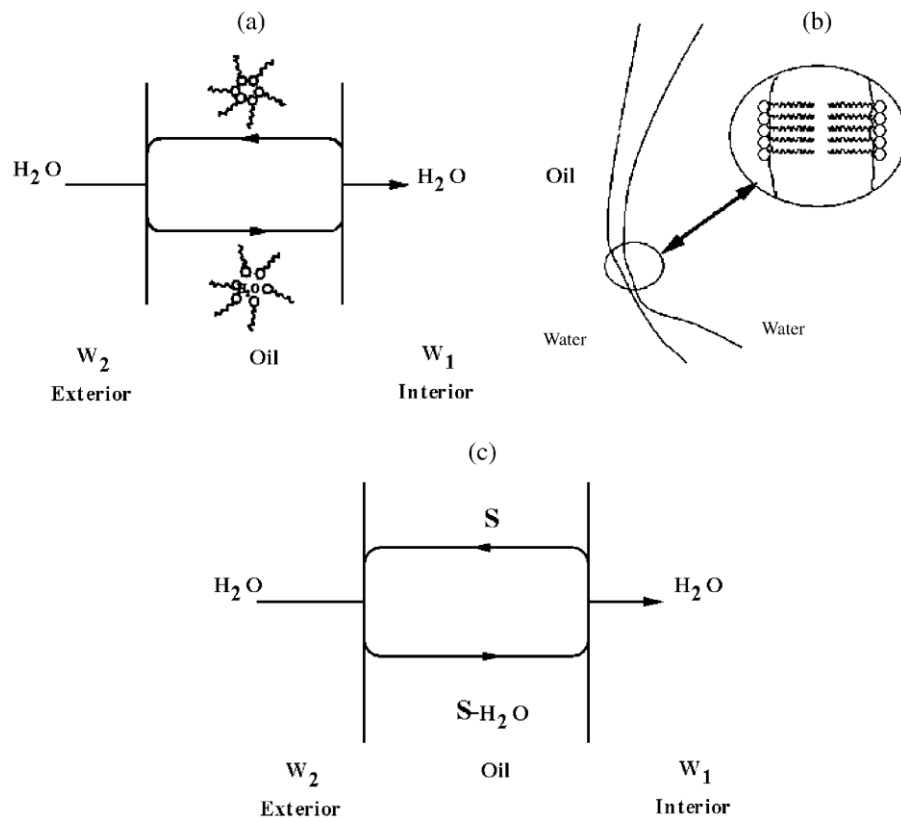 (a)
H₂O
H₂O
W₂
Oil
W₁
Exterior
Interior
(b)
Oil
Water
Water
(c)
S
H₂O
H₂O
S-H₂O
W₂
Oil
W₁
Exterior
Interior